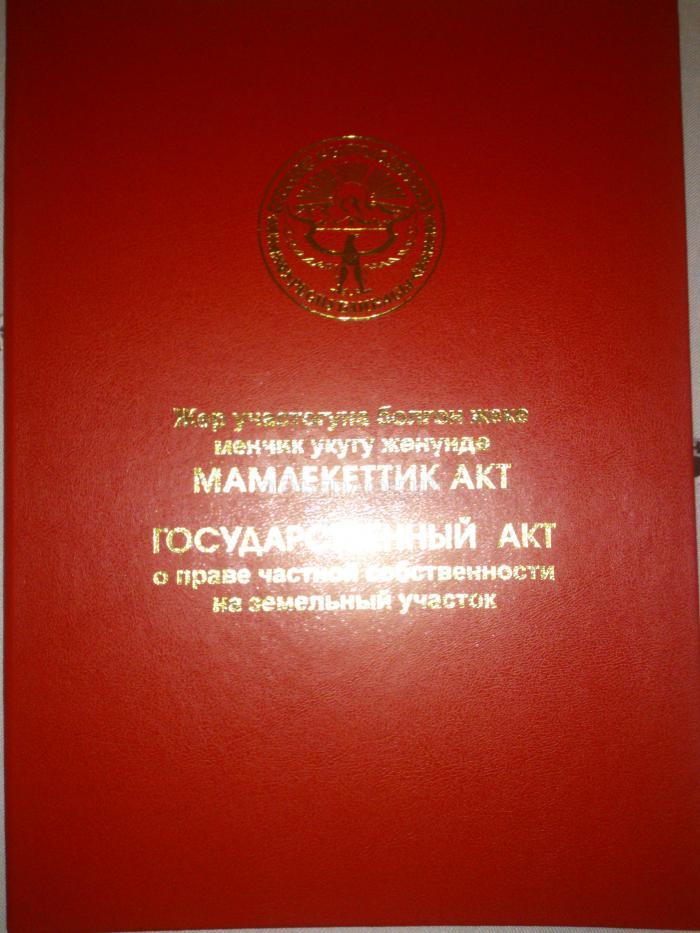 Жер участогуна болгон жеке
менчик укугу жөнүндө
МАМЛЕКЕТТИК АКТ
ГОСУДАРСТВЕННЫЙ АКТ
о праве частной собственности
на земельный участок